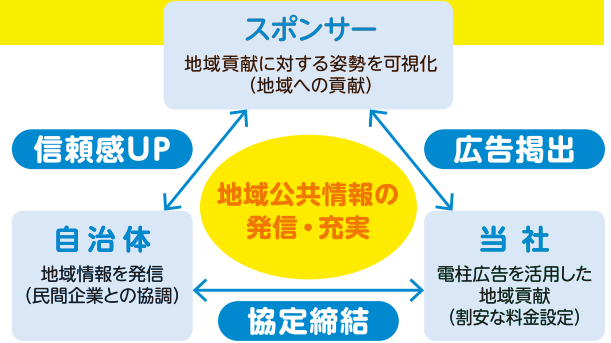 スポンサー
地域貢献に対する姿勢を可視化
（地域への貢献）
信頼感UP
広告掲出
地域公共情報の
発信・充実
自治体
地域情報を発信
（民間企業との協調）
当社
電柱広告を活用した
地域貢献
（割安な料金設定）
協定締結